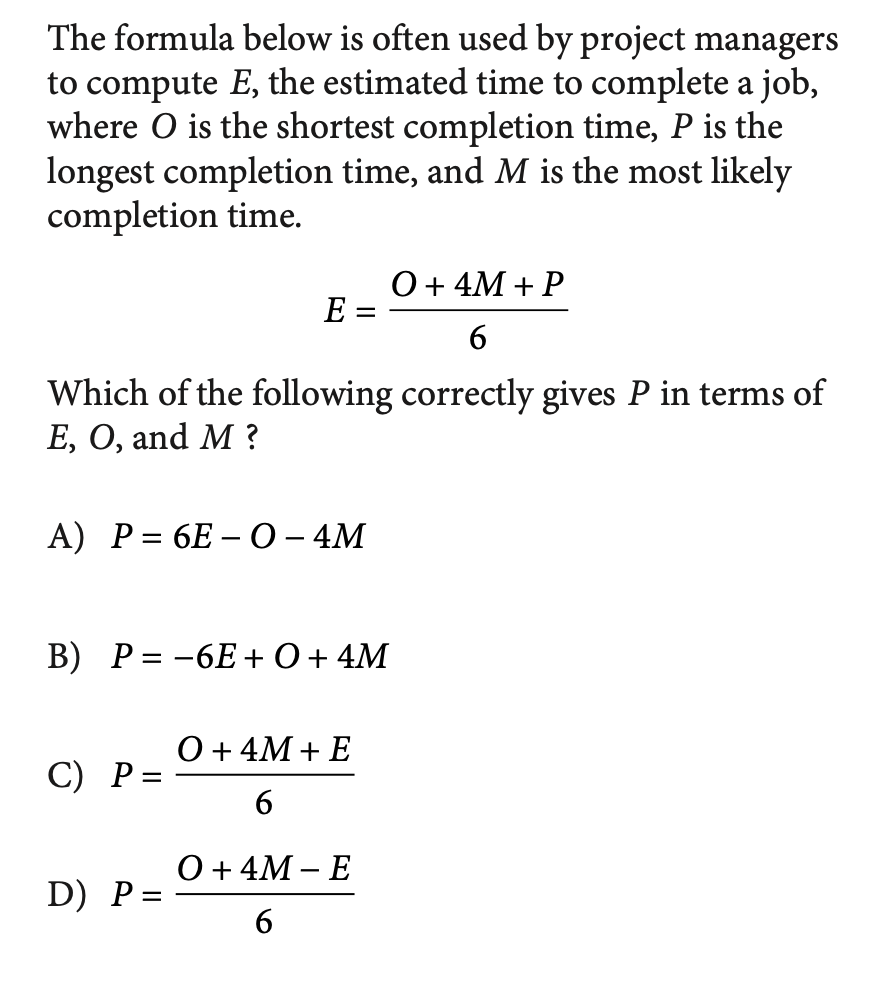 The formula below is often used by project managers
to compute E, the estimated time to complete a job,
where O is the shortest completion time, P is the
longest completion time, and M is the most likely
completion time.
E = \frac{O + 4M + P}{6}
Which of the following correctly gives P in terms of
E, O, and M ?
A) P = 6E − O − 4M
B) P = −6E + O + 4M
C) P = \frac{O + 4M + E}{6}
D) P = \frac{O + 4M − E}{6}